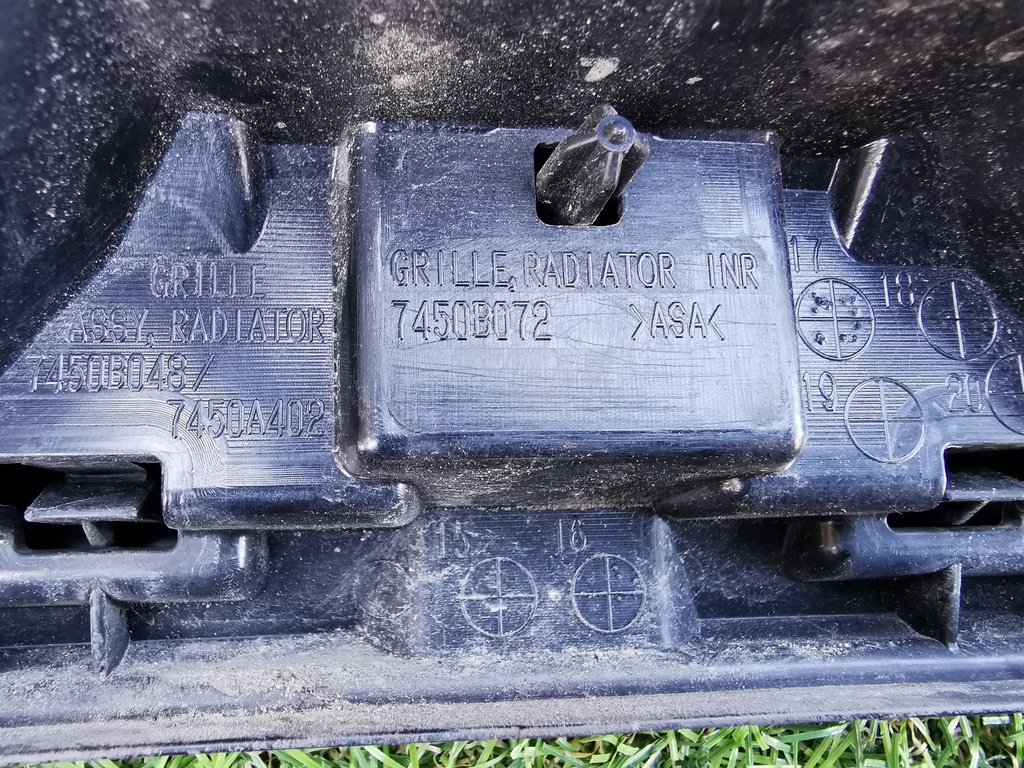 GRILLE
ASSY, RADIATOR
7450B048/
7450A402
GRILLE, RADIATOR INR
7450B072 >ASA<
17
18
19
20
15
16